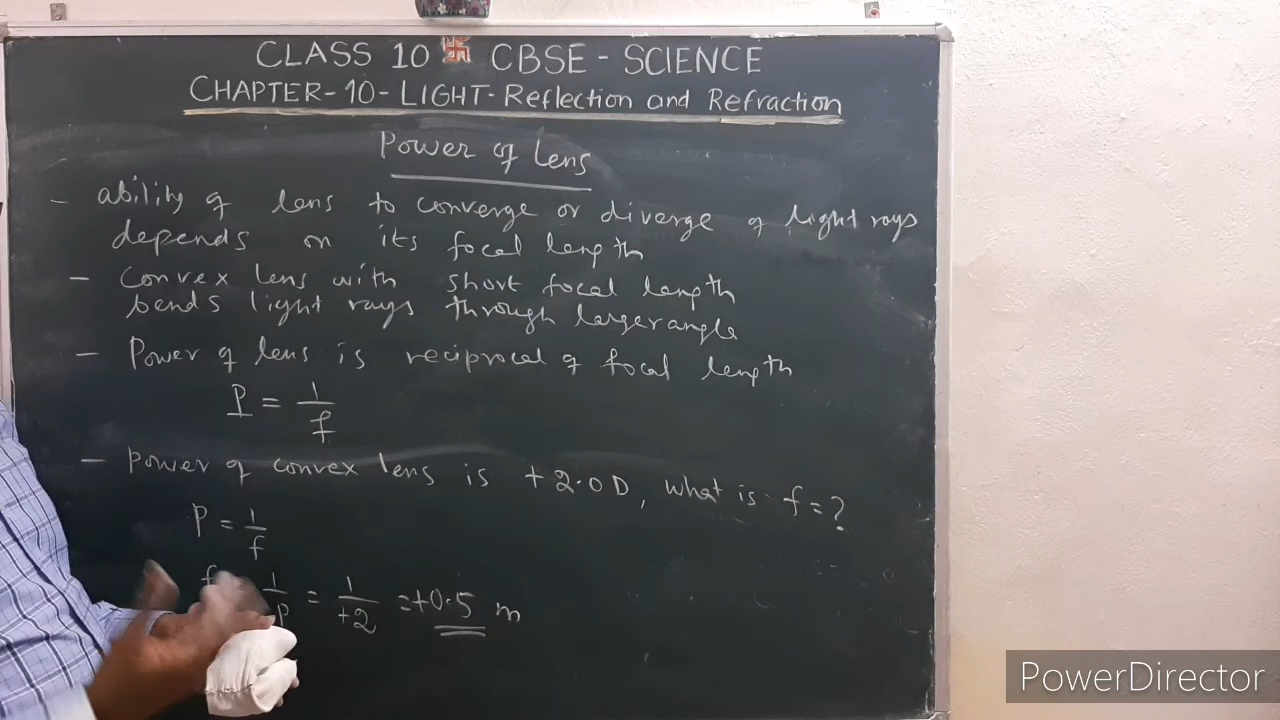 CLASS 10 卐 CBSE - SCIENCE
CHAPTER-10-LIGHT-Reflection and Refraction
Power of Lens
- ability of lens to converge or diverge of light rays
depends on its focal length
- convex lens with short focal length
bends light rays through larger angle
- Power of lens is reciprocal of focal length
P = 1/f
- Power of convex lens is +2.0D, what is f=?
P = 1/f
f 1/P = 1/+2 = +0.5 m
PowerDirector